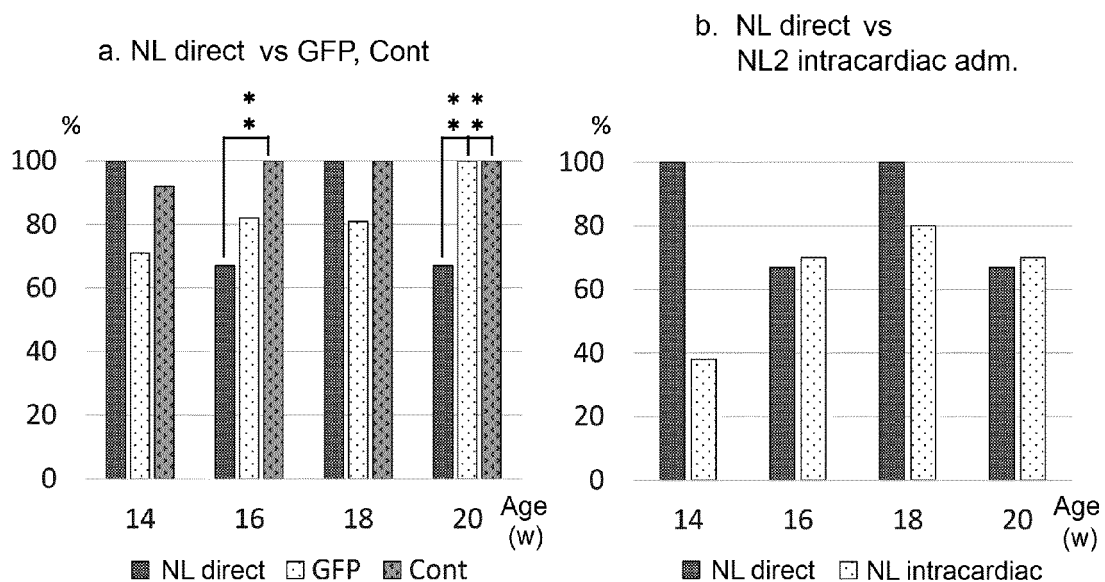 a. NL direct vs GFP, Cont
%
* *
* * * *
100
80
60
40
20
0
14 16 18 20 Age
(w)
NL direct GFP Cont
b. NL direct vs
NL2 intracardiac adm.
%
100
80
60
40
20
0
14 16 18 20 Age
(w)
NL direct NL intracardiac